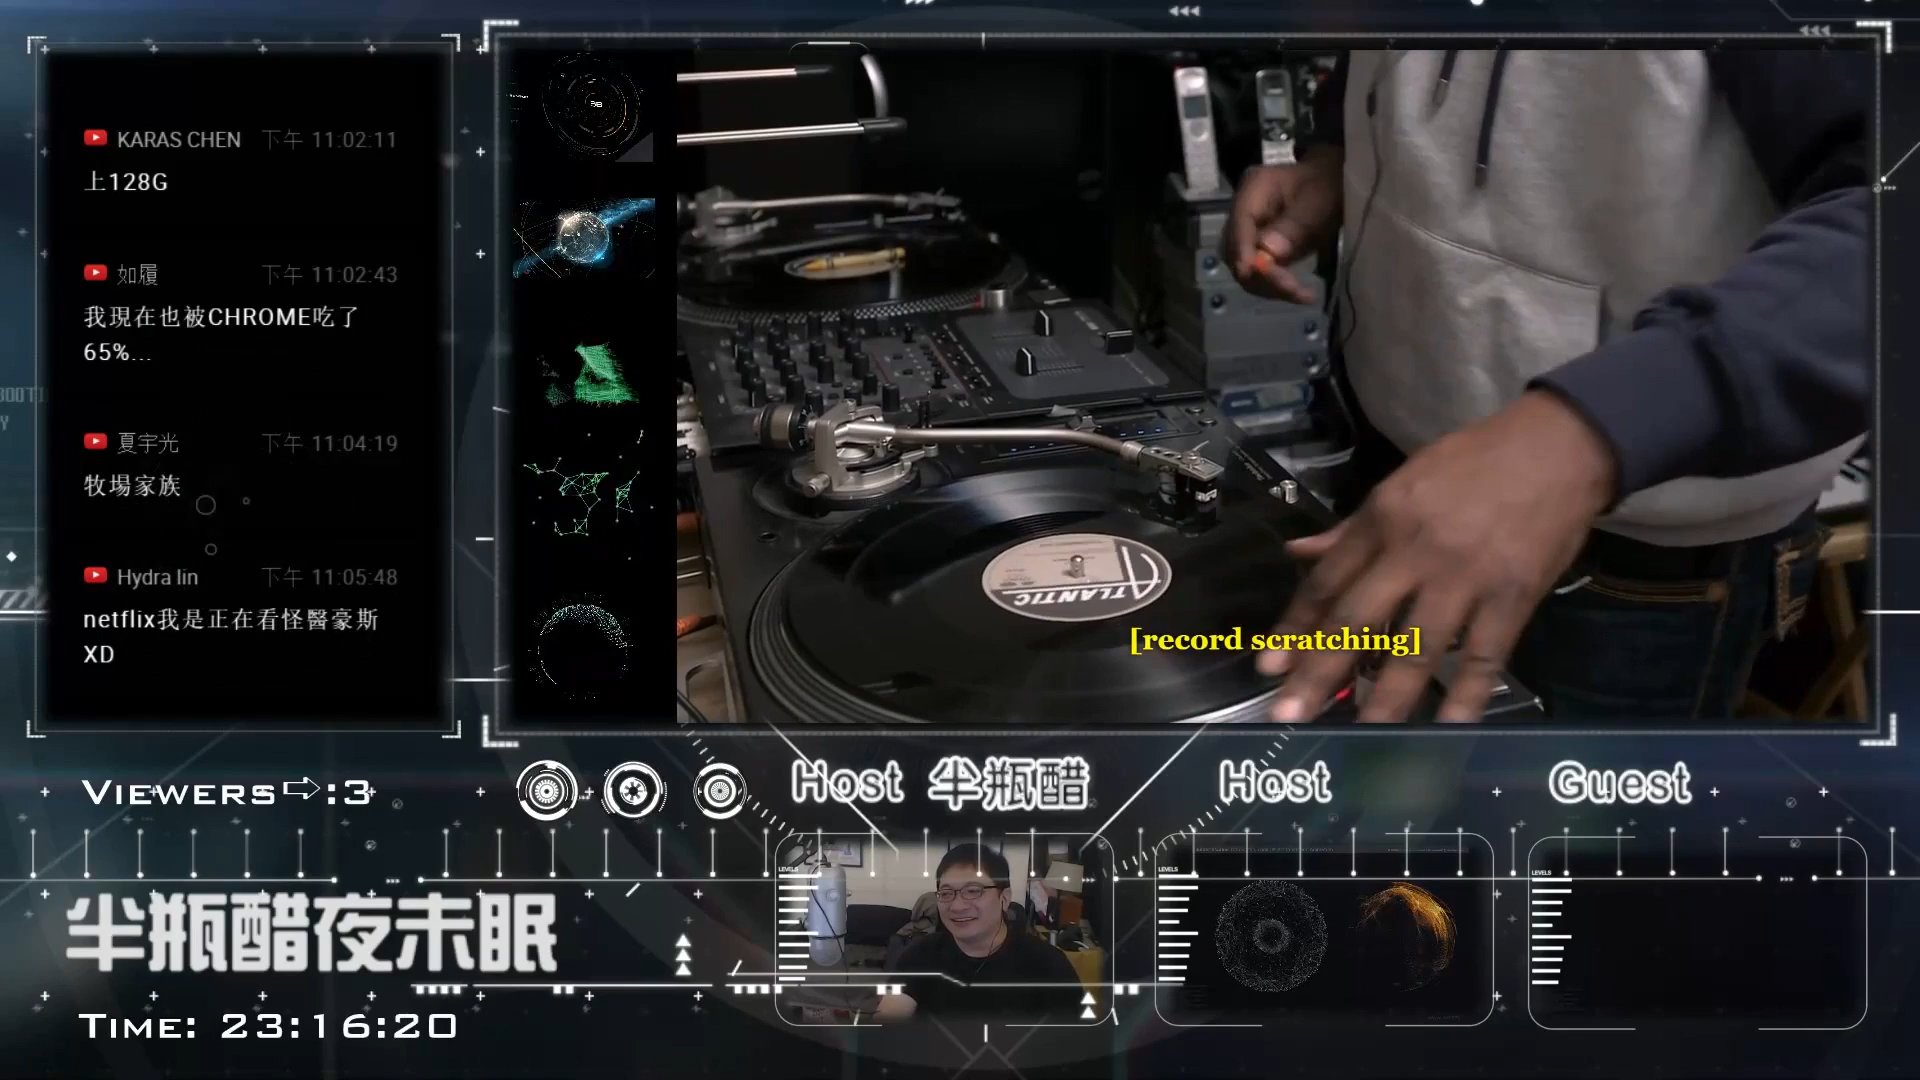 KARAS CHEN 下午 11:02:11
上128G
如履 下午 11:02:43
我現在也被CHROME吃了
65%...
夏宇光 下午 11:04:19
牧場家族
Hydra lin 下午 11:05:48
netflix我是正在看怪醫豪斯
XD
ATLANTIC
[record scratching]
VIEWERS➩:3
Host 半瓶醋
Host
Guest
LEVELS
LEVELS
LEVELS
半瓶醋夜未眠
TIME: 23:16:20